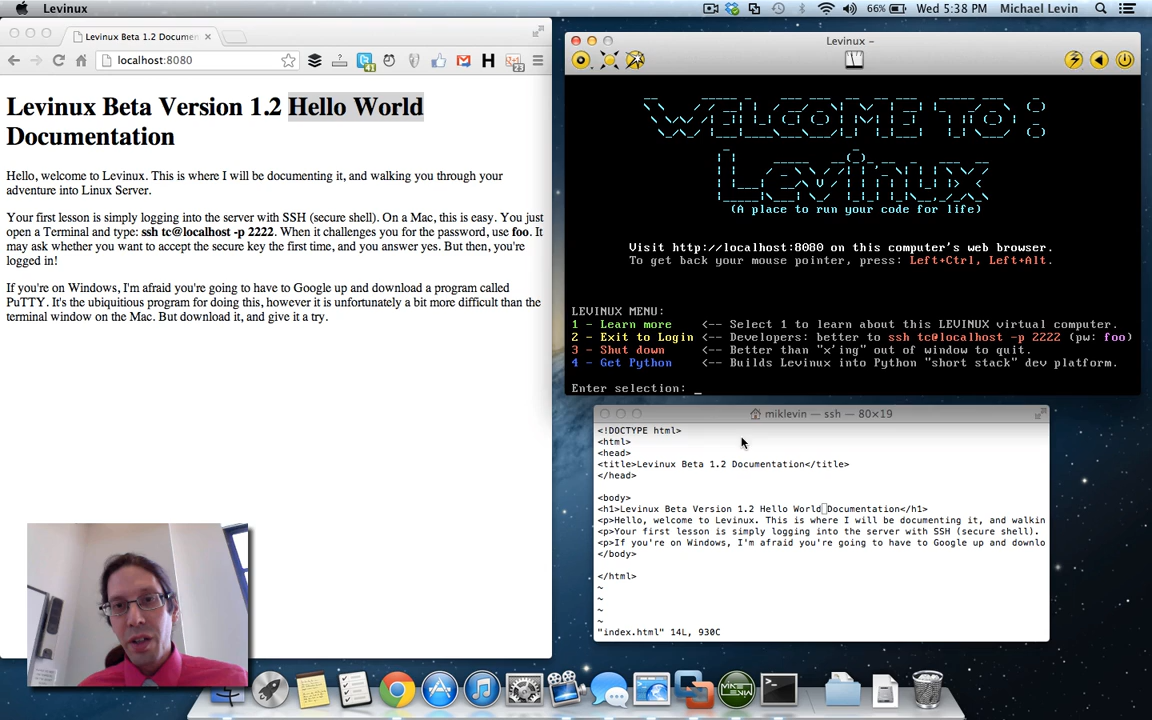 Levinux
66%
Wed 5:38 PM
Michael Levin
Levinux Beta 1.2 Documen
localhost:8080
41
H
23
Levinux Beta Version 1.2 Hello World
Documentation
Hello, welcome to Levinux. This is where I will be documenting it, and walking you through your
adventure into Linux Server.
Your first lesson is simply logging into the server with SSH (secure shell). On a Mac, this is easy. You just
open a Terminal and type: ssh tc@localhost -p 2222. When it challenges you for the password, use foo. It
may ask whether you want to accept the secure key the first time, and you answer yes. But then, you're
logged in!
If you're on Windows, I'm afraid you're going to have to Google up and download a program called
PuTTY. It's the ubiquitious program for doing this, however it is unfortunately a bit more difficult than the
terminal window on the Mac. But download it, and give it a try.
Levinux –
WELCOME TO:
Levinux
(A place to run your code for life)
Visit http://localhost:8080 on this computer's web browser.
To get back your mouse pointer, press: Left+Ctrl, Left+Alt.
LEVINUX MENU:
1 - Learn more <-- Select 1 to learn about this LEVINUX virtual computer.
2 - Exit to Login <-- Developers: better to ssh tc@localhost -p 2222 (pw: foo)
3 - Shut down <-- Better than "x'ing" out of window to quit.
4 - Get Python <-- Builds Levinux into Python "short stack" dev platform.
Enter selection: _
miklevin — ssh — 80×19
<!DOCTYPE html>
<html>
<head>
<title>Levinux Beta 1.2 Documentation</title>
</head>
<body>
<h1>Levinux Beta Version 1.2 Hello World Documentation</h1>
<p>Hello, welcome to Levinux. This is where I will be documenting it, and walkin
<p>Your first lesson is simply logging into the server with SSH (secure shell).
<p>If you're on Windows, I'm afraid you're going to have to Google up and downlo
</body>
</html>
~
~
~
~
"index.html" 14L, 930C